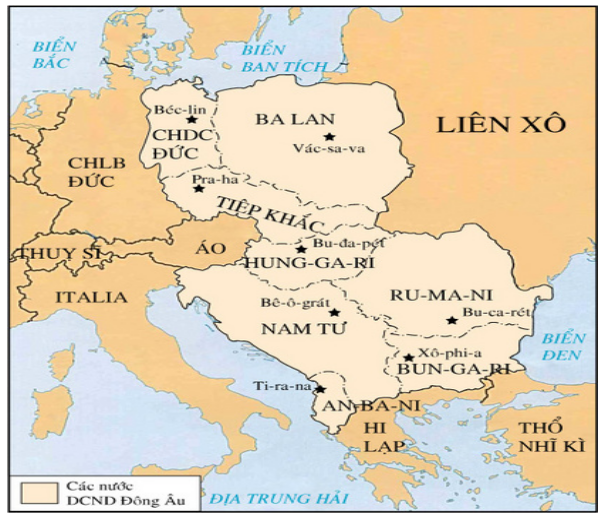 BIỂN
BẮC
BIỂN
BAN TÍCH
Béc-lin
CHDC
ĐỨC
BA LAN
Vác-sa-va
LIÊN XÔ
CHLB
ĐỨC
Pra-ha
TIỆP KHẮC
THUY SĨ
ÁO
Bu-đa-pét
HUNG-GA-RI
ITALIA
Bê-ô-grát
NAM TƯ
RU-MA-NI
Bu-ca-rét
BIỂN
ĐEN
Xô-phi-a
BUN-GA-RI
Ti-ra-na
AN-BA-NI
HI
LẠP
THỔ
NHĨ KÌ
Các nước
DCND Đông Âu
ĐỊA TRUNG HẢI